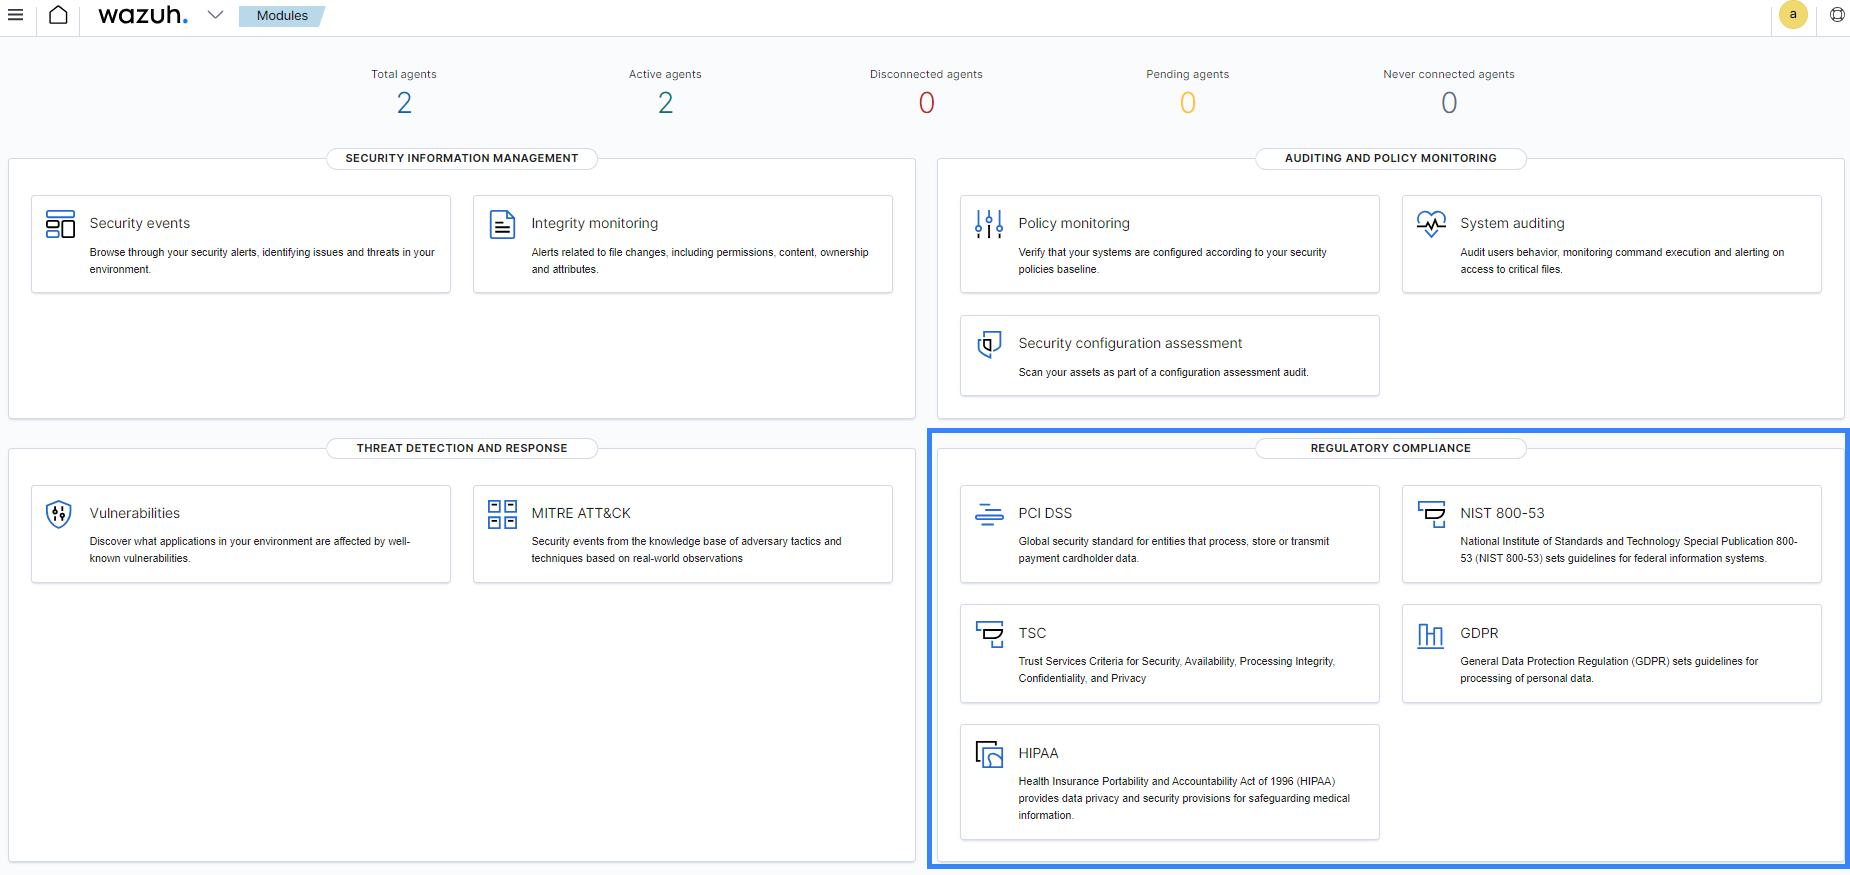 wazuh.
Modules
a
Total agents
2
Active agents
2
Disconnected agents
0
Pending agents
0
Never connected agents
0
SECURITY INFORMATION MANAGEMENT
Security events
Browse through your security alerts, identifying issues and threats in your
environment.
Integrity monitoring
Alerts related to file changes, including permissions, content, ownership
and attributes.
AUDITING AND POLICY MONITORING
Policy monitoring
Verify that your systems are configured according to your security
policies baseline.
System auditing
Audit users behavior, monitoring command execution and alerting on
access to critical files.
Security configuration assessment
Scan your assets as part of a configuration assessment audit.
THREAT DETECTION AND RESPONSE
Vulnerabilities
Discover what applications in your environment are affected by well-
known vulnerabilities.
MITRE ATT&CK
Security events from the knowledge base of adversary tactics and
techniques based on real-world observations
REGULATORY COMPLIANCE
PCI DSS
Global security standard for entities that process, store or transmit
payment cardholder data.
NIST 800-53
National Institute of Standards and Technology Special Publication 800-
53 (NIST 800-53) sets guidelines for federal information systems.
TSC
Trust Services Criteria for Security, Availability, Processing Integrity,
Confidentiality, and Privacy
GDPR
General Data Protection Regulation (GDPR) sets guidelines for
processing of personal data.
HIPAA
Health Insurance Portability and Accountability Act of 1996 (HIPAA)
provides data privacy and security provisions for safeguarding medical
information.